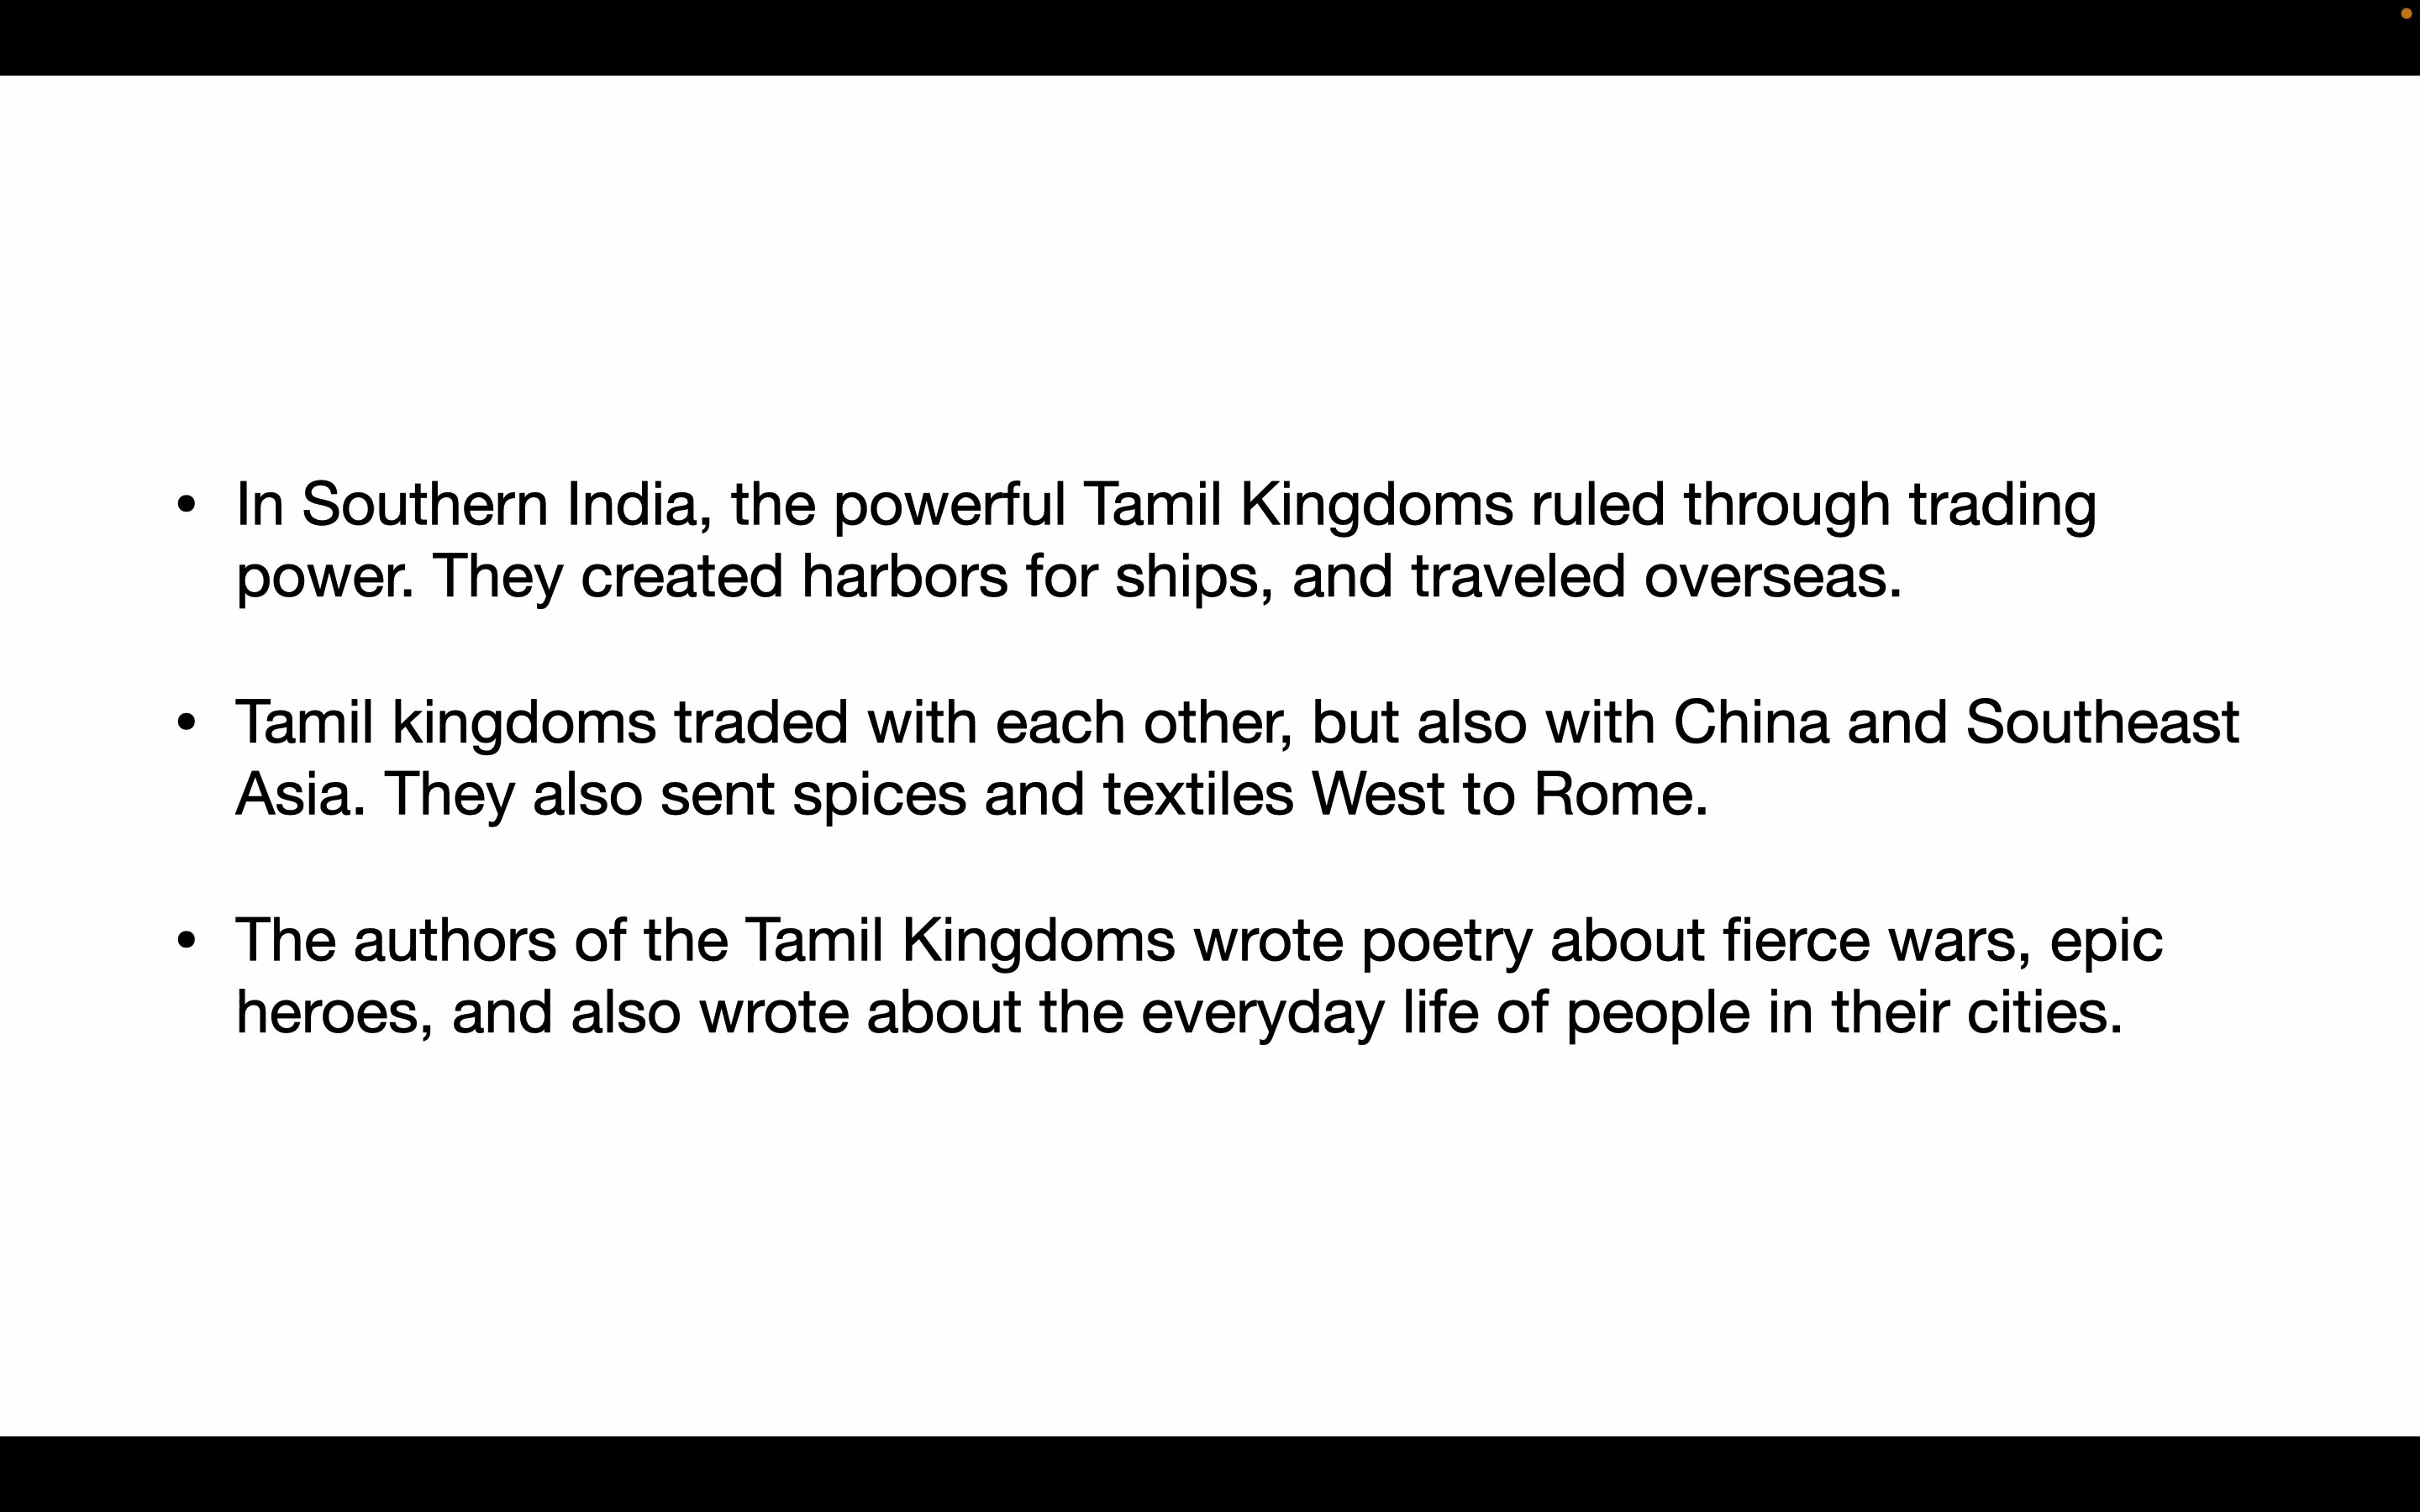 • In Southern India, the powerful Tamil Kingdoms ruled through trading
power. They created harbors for ships, and traveled overseas.
• Tamil kingdoms traded with each other, but also with China and Southeast
Asia. They also sent spices and textiles West to Rome.
• The authors of the Tamil Kingdoms wrote poetry about fierce wars, epic
heroes, and also wrote about the everyday life of people in their cities.